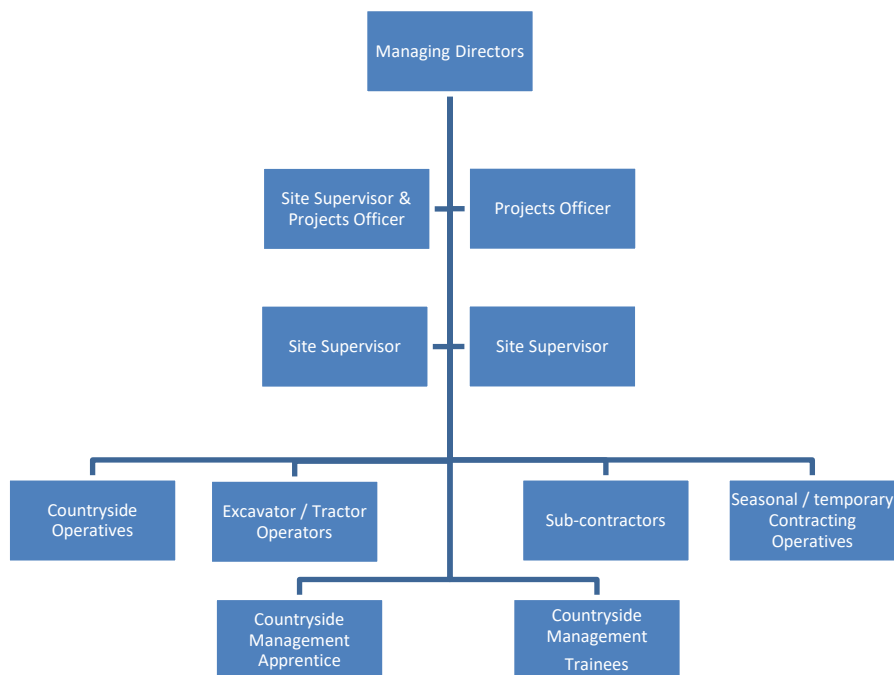 Managing Directors
Site Supervisor &
Projects Officer
Projects Officer
Site Supervisor
Site Supervisor
Countryside
Operatives
Excavator / Tractor
Operators
Sub-contractors
Seasonal / temporary
Contracting
Operatives
Countryside
Management
Apprentice
Countryside
Management
Trainees